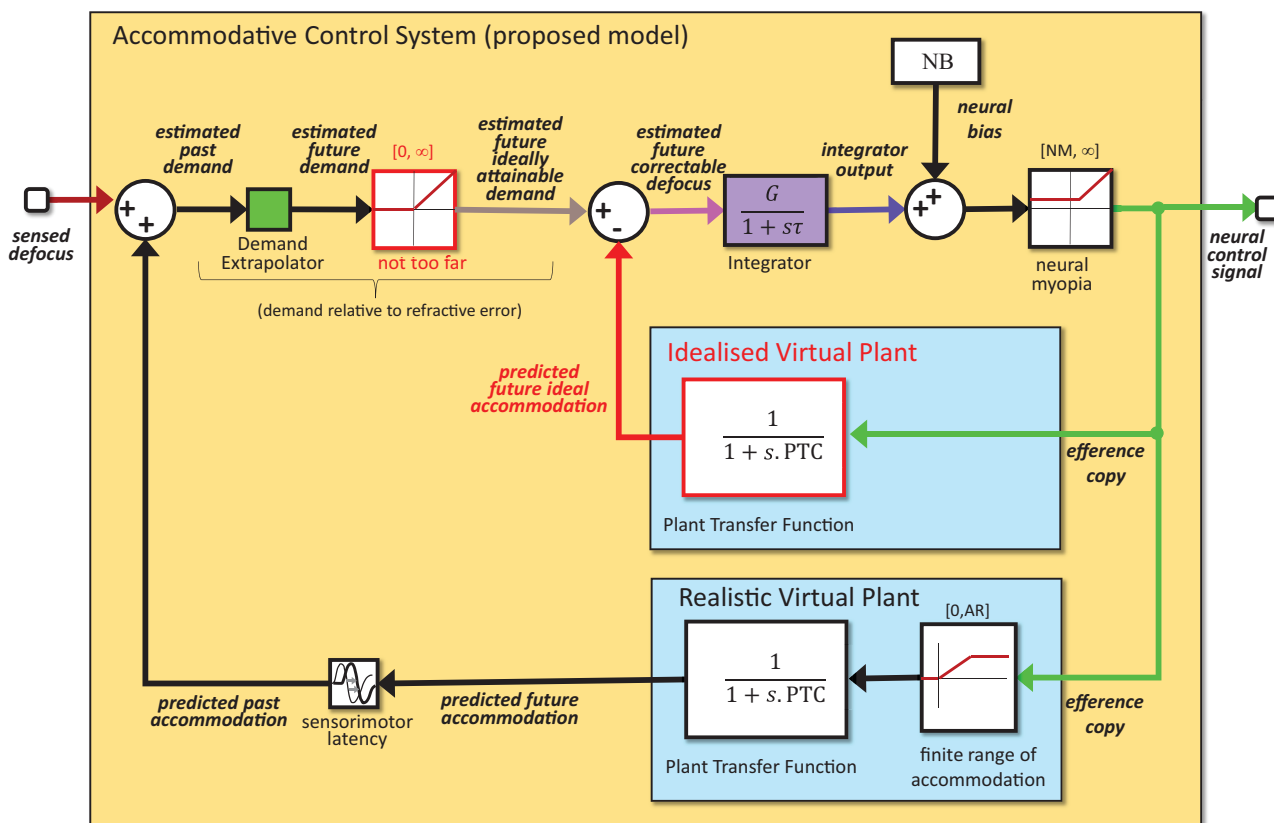 Accommodative Control System (proposed model)
NB
neural
bias
estimated
past
demand
estimated
future
demand
estimated
future
ideally
attainable
demand
estimated
future
correctable
defocus
integrator
output
[0, ∞]
[NM, ∞]
sensed
defocus
+
+
+
Demand
Extrapolator
not too far
(demand relative to refractive error)
+
-
G
1 + sτ
Integrator
+
+
neural
myopia
neural
control
signal
Idealised Virtual Plant
predicted
future ideal
accommodation
1
1 + s. PTC
Plant Transfer Function
efference
copy
Realistic Virtual Plant
[0,AR]
1
1 + s. PTC
Plant Transfer Function
finite range of
accommodation
efference
copy
predicted future
accommodation
sensorimotor
latency
predicted past
accommodation